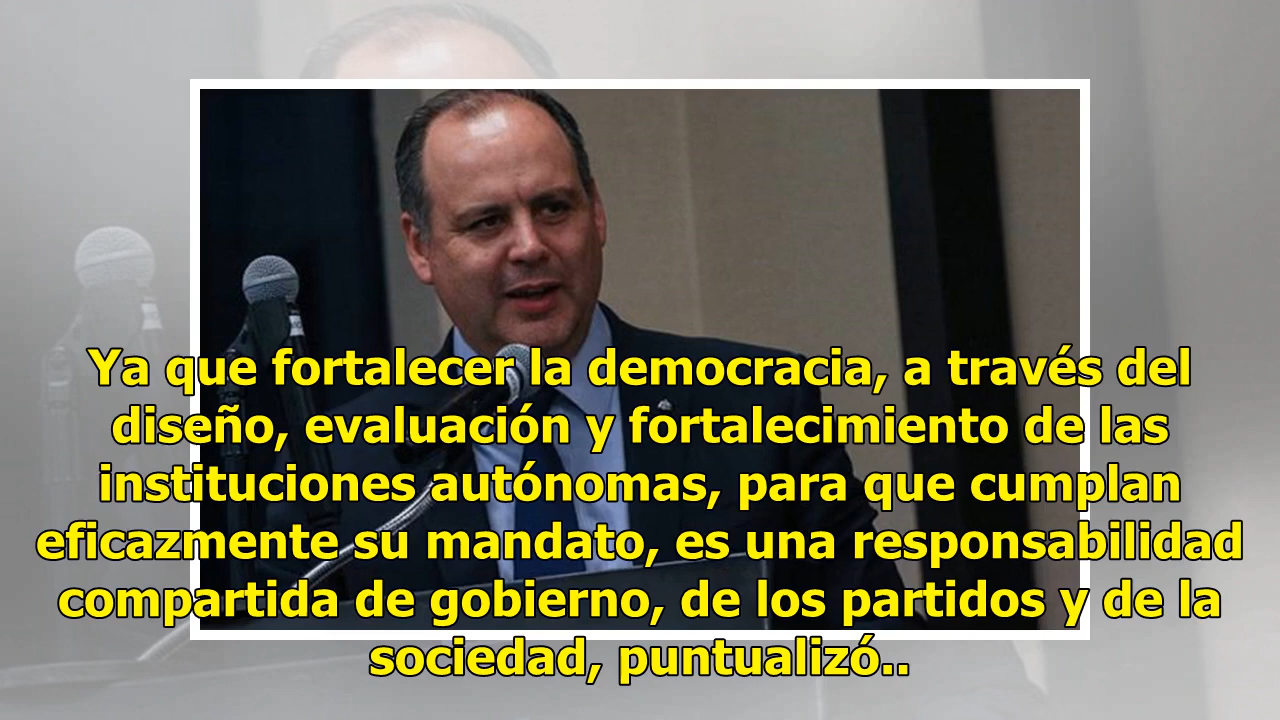 Ya que fortalecer la democracia, a través del
diseño, evaluación y fortalecimiento de las
instituciones autónomas, para que cumplan
eficazmente su mandato, es una responsabilidad
compartida de gobierno, de los partidos y de la
sociedad, puntualizó..